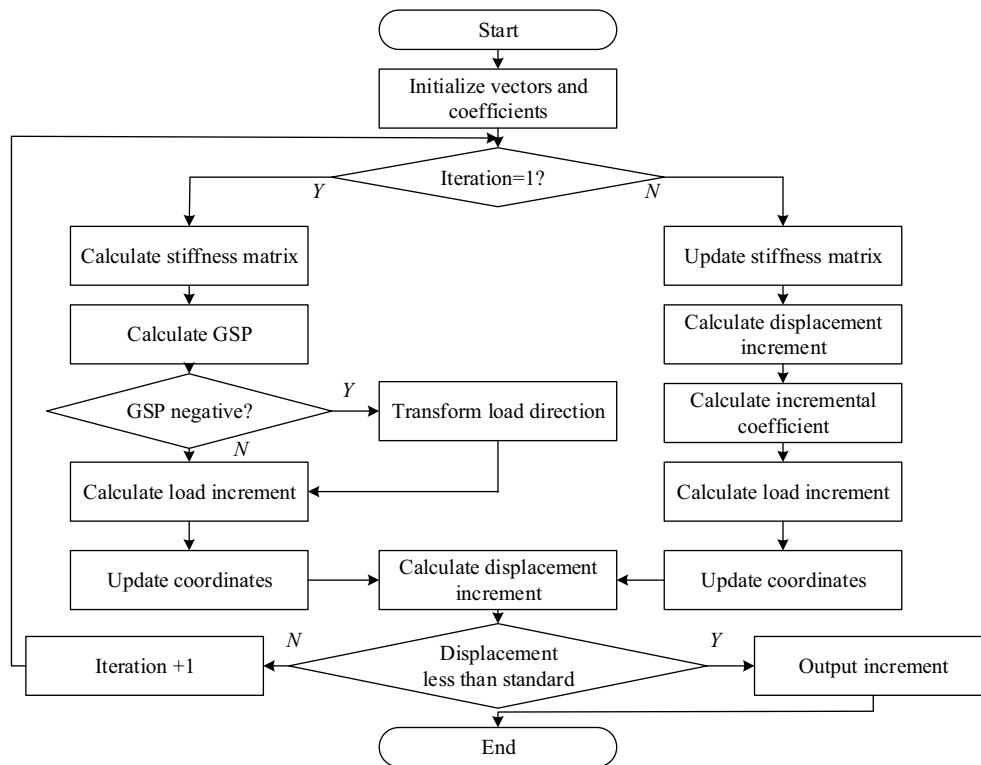 Start
Initialize vectors and
coefficients
Iteration=1?
Y
N
Calculate stiffness matrix
Update stiffness matrix
Calculate GSP
Calculate displacement
increment
GSP negative?
Y
N
Transform load direction
Calculate incremental
coefficient
Calculate load increment
Calculate load increment
Update coordinates
Calculate displacement
increment
Update coordinates
Iteration +1
N
Displacement
less than standard
Y
Output increment
End